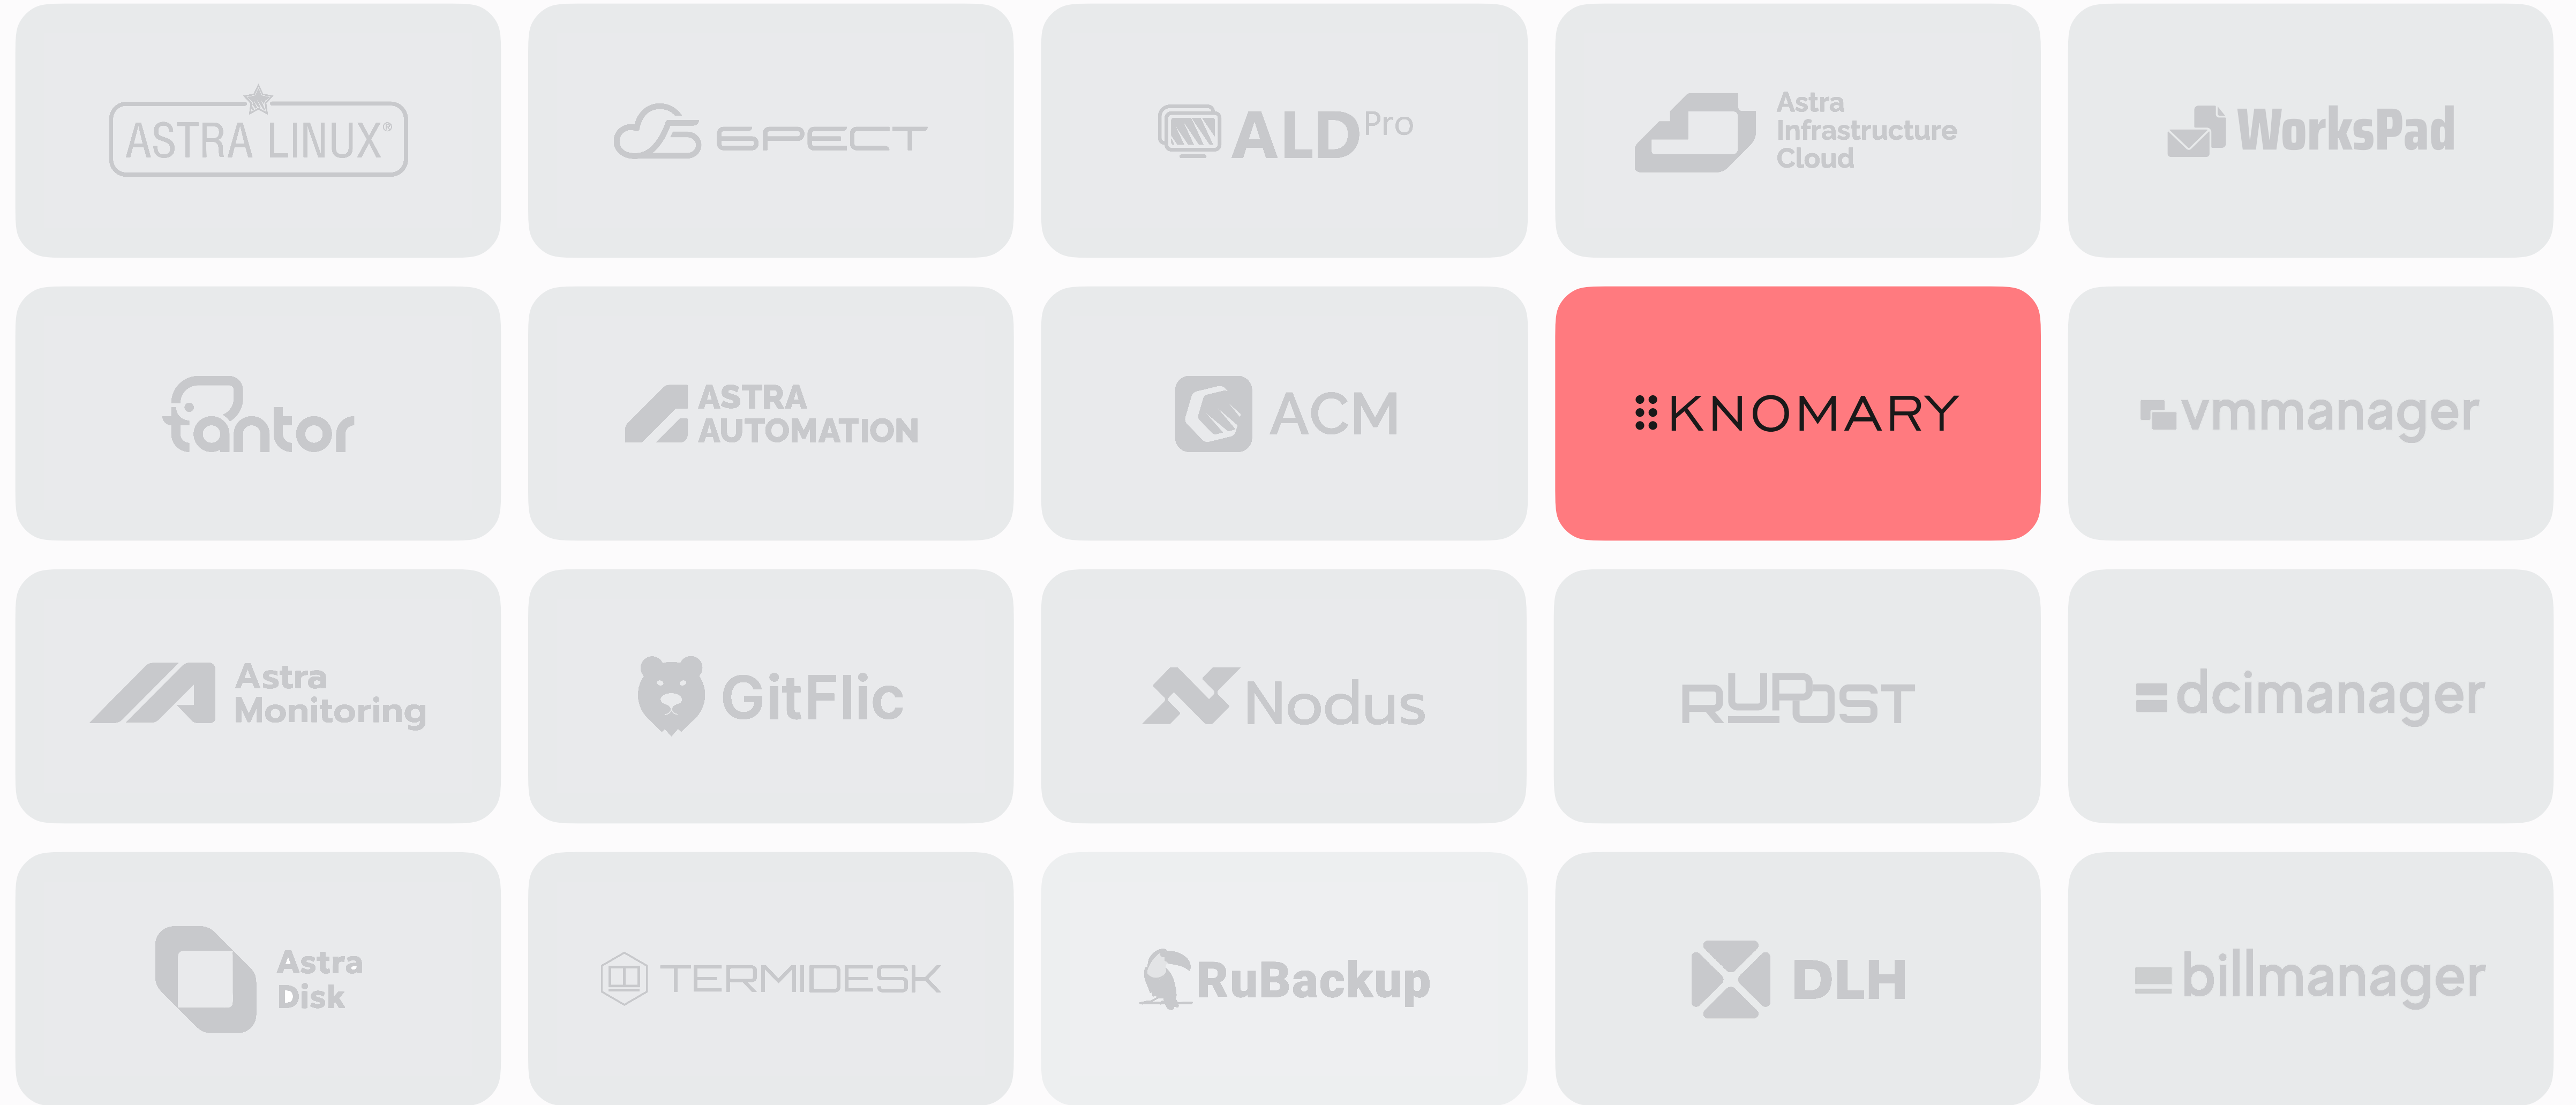 ASTRA LINUX®
БРЕСТ
ALD Pro
Astra
Infrastructure
Cloud
WorksPad
tantor
ASTRA
AUTOMATION
ACM
KNOMARY
vmmanager
Astra
Monitoring
GitFlic
Nodus
RUPOST
dcimanager
Astra
Disk
TERMIDESK
RuBackup
DLH
billmanager